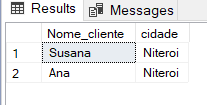 Results Messages
Nome_cliente cidade
1 Susana Niteroi
2 Ana Niteroi